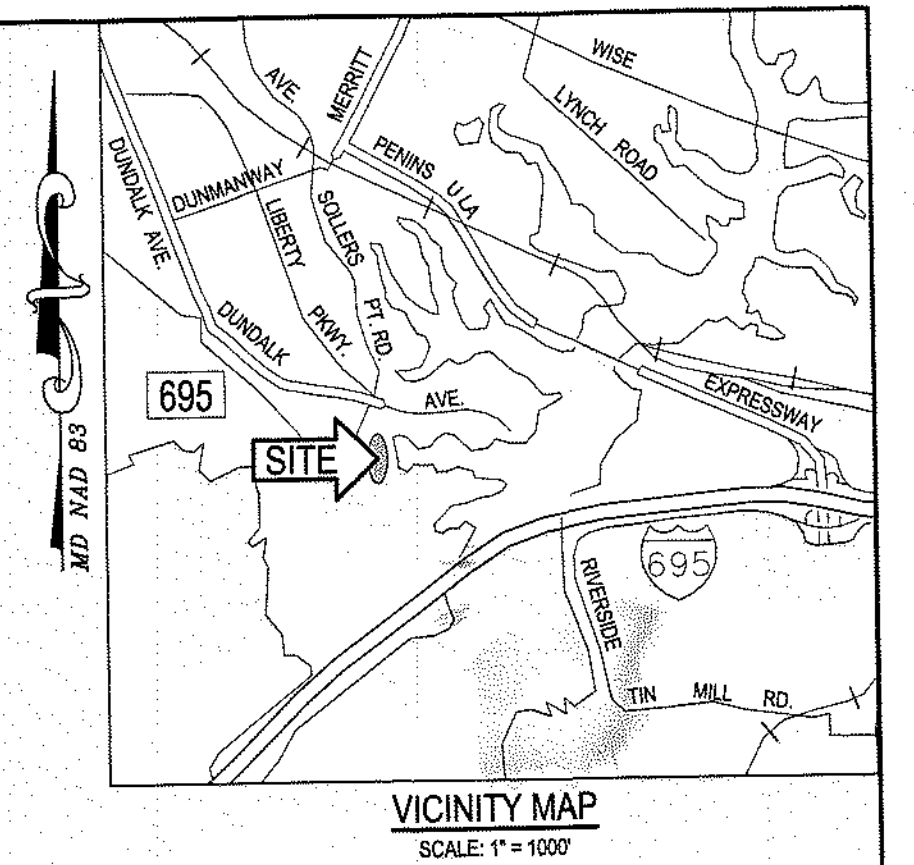 WISE
AVE.
MERRITT
LYNCH ROAD
DUNDALK AVE.
PENINS ULA
DUNMANWAY
LIBERTY PKWY.
SOLLERS PT. RD.
DUNDALK AVE.
695
EXPRESSWAY
SITE
MD NAD 83
695
RIVERSIDE
TIN MILL RD.
VICINITY MAP
SCALE: 1" = 1000'